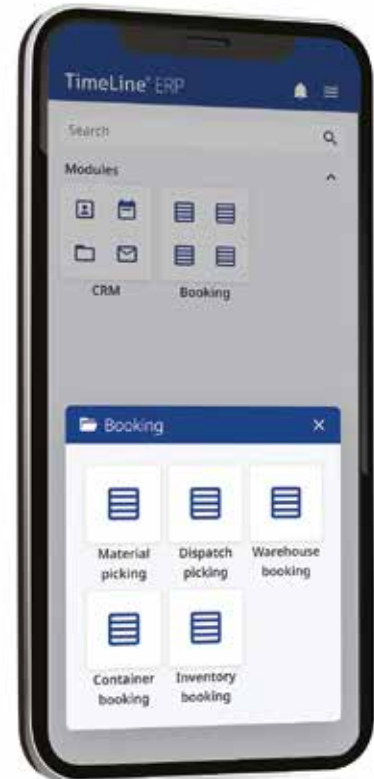 TimeLine® ERP
Search
Modules
CRM
Booking
Booking
Material
picking
Dispatch
picking
Warehouse
booking
Container
booking
Inventory
booking